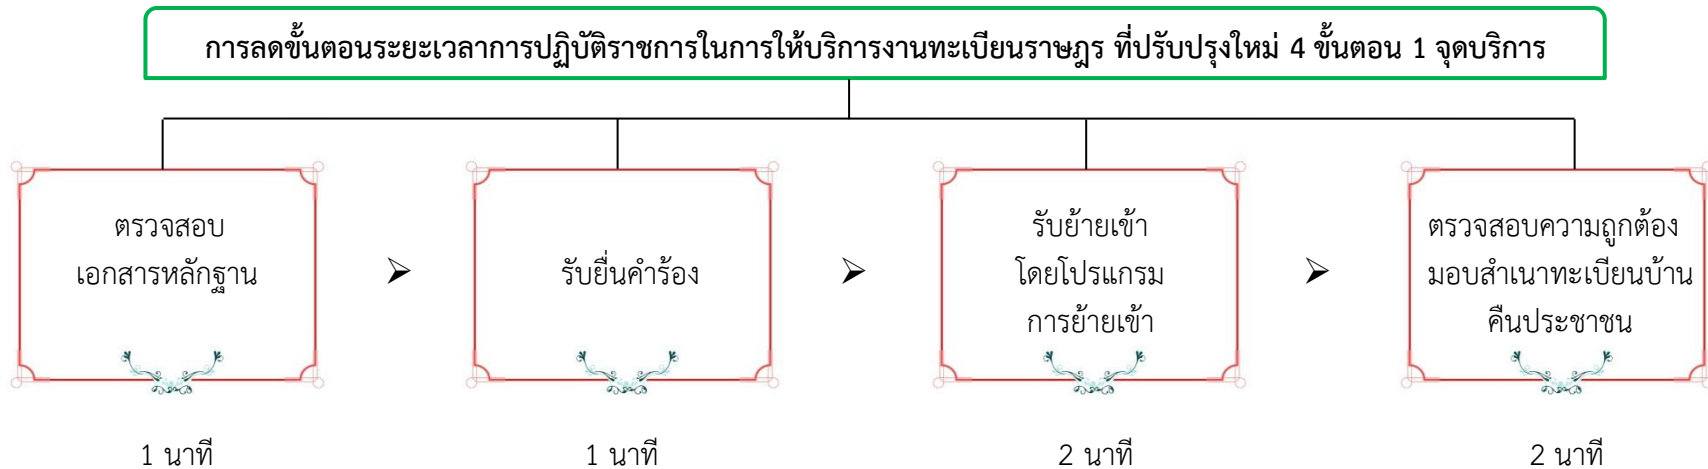 การลดขั้นตอนระยะเวลาการปฏิบัติราชการในการให้บริการงานทะเบียนราษฎร ที่ปรับปรุงใหม่ 4 ขั้นตอน 1 จุดบริการ
ตรวจสอบ
เอกสารหลักฐาน
รับยื่นคำร้อง
รับย้ายเข้า
โดยโปรแกรม
การย้ายเข้า
ตรวจสอบความถูกต้อง
มอบสำเนาทะเบียนบ้าน
คืนประชาชน
1 นาที
1 นาที
2 นาที
2 นาที